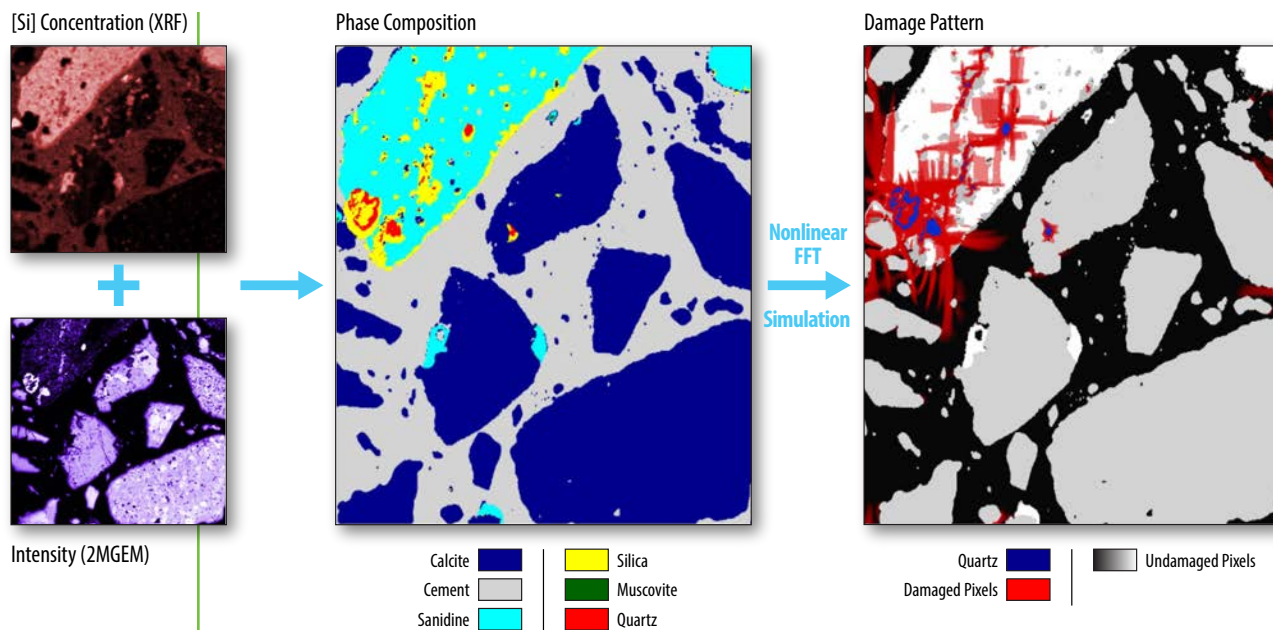 [Si] Concentration (XRF)
Phase Composition
Damage Pattern
Nonlinear
FFT
Simulation
Intensity (2MGEM)
Calcite
Cement
Sanidine
Silica
Muscovite
Quartz
Quartz
Damaged Pixels
Undamaged Pixels